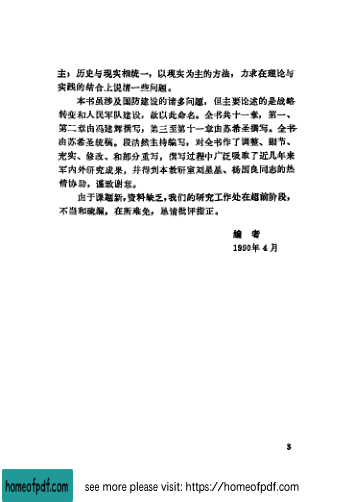 主；历史与现实相统一，以现实为主的方法，力求在理论与
实践的结合上说清一些问题。
本书虽涉及国防建设的诸多问题，但主要论述的是战略
转变和人民军队建设，故以此命名。全书共十一章，第一、
第二章由冯建辉撰写，第三至第十一章由苏希圣撰写。全书
由苏希圣统稿。段浩然主持编写，对全书作了调整、删节、
充实、修改、和部分重写，撰写过程中广泛吸取了近几年来
军内外研究成果，并得到本教研室刘星星、杨国良同志的热
情协助，谨致谢意。
由于课题新，资料缺乏，我们的研究工作处在超前阶段，
不当和疏漏，在所难免，恳请批评指正。
编 者
1990年4月
3
homeofpdf.com
see more please visit: https://homeofpdf.com